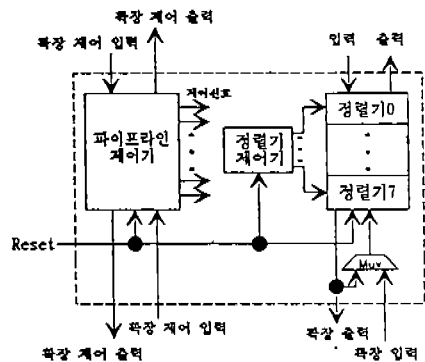 확장 제어 출력
확장 제어 입력
입력 출력
제어신호
파이프라인
제어기
정렬기
제어기
정렬기0
정렬기7
Reset
Mux
확장 제어 입력
확장 제어 출력
확장 출력
확장 입력